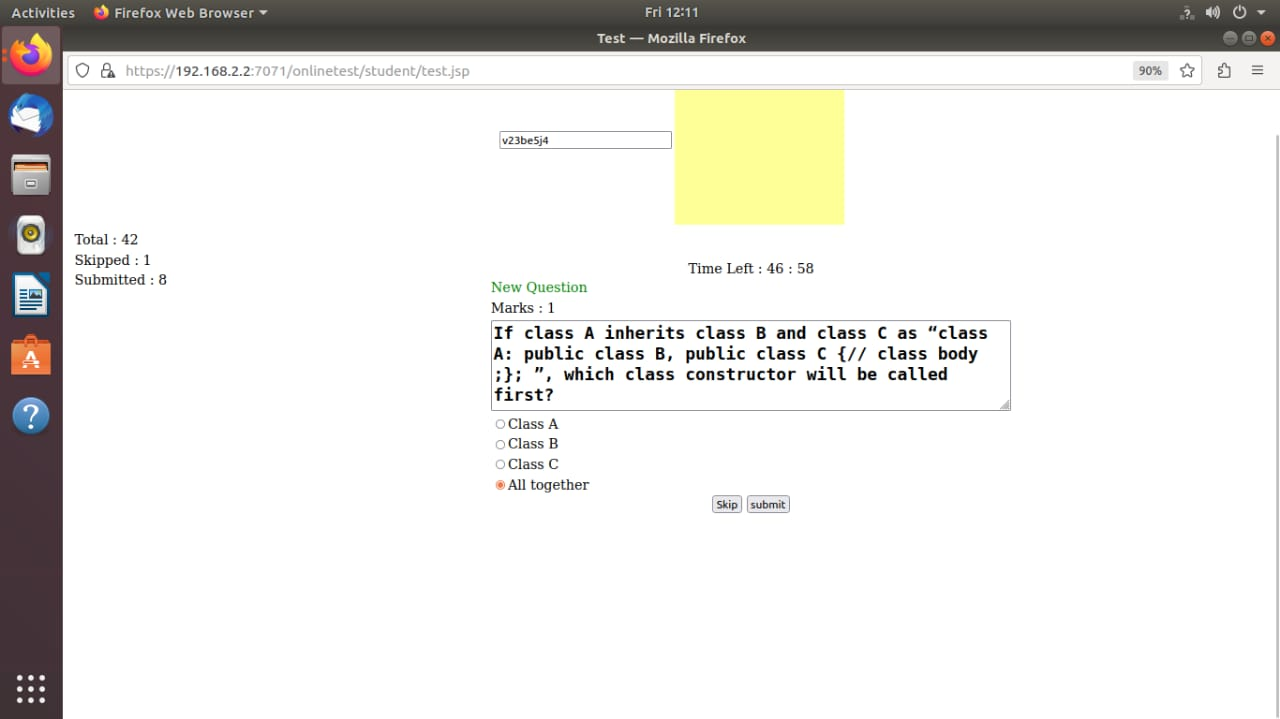 Activities
Firefox Web Browser
Fri 12:11
Test — Mozilla Firefox
https://192.168.2.2:7071/onlinetest/student/test.jsp
90%
v23be5j4
Total : 42
Skipped : 1
Submitted : 8
Time Left : 46 : 58
New Question
Marks : 1
If class A inherits class B and class C as “class
A: public class B, public class C {// class body
;}; ”, which class constructor will be called
first?
Class A
Class B
Class C
All together
Skip submit